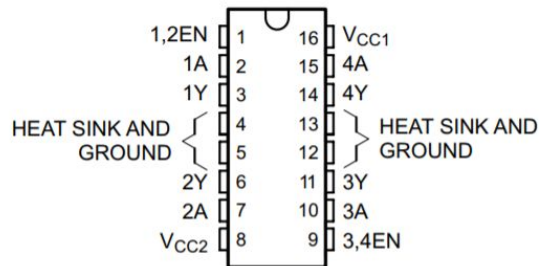 1,2EN 1 16 VCC1
1A 2 15 4A
1Y 3 14 4Y
HEAT SINK AND 4 13 HEAT SINK AND
GROUND 5 12 GROUND
2Y 6 11 3Y
2A 7 10 3A
VCC2 8 9 3,4EN